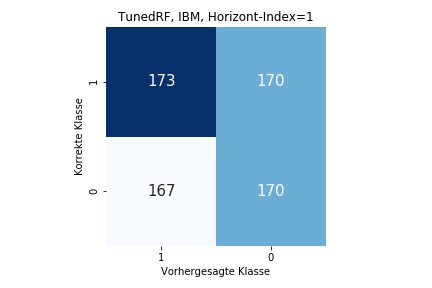 TunedRF, IBM, Horizont-Index=1
Korrekte Klasse
1
173
170
0
167
170
1
0
Vorhergesagte Klasse